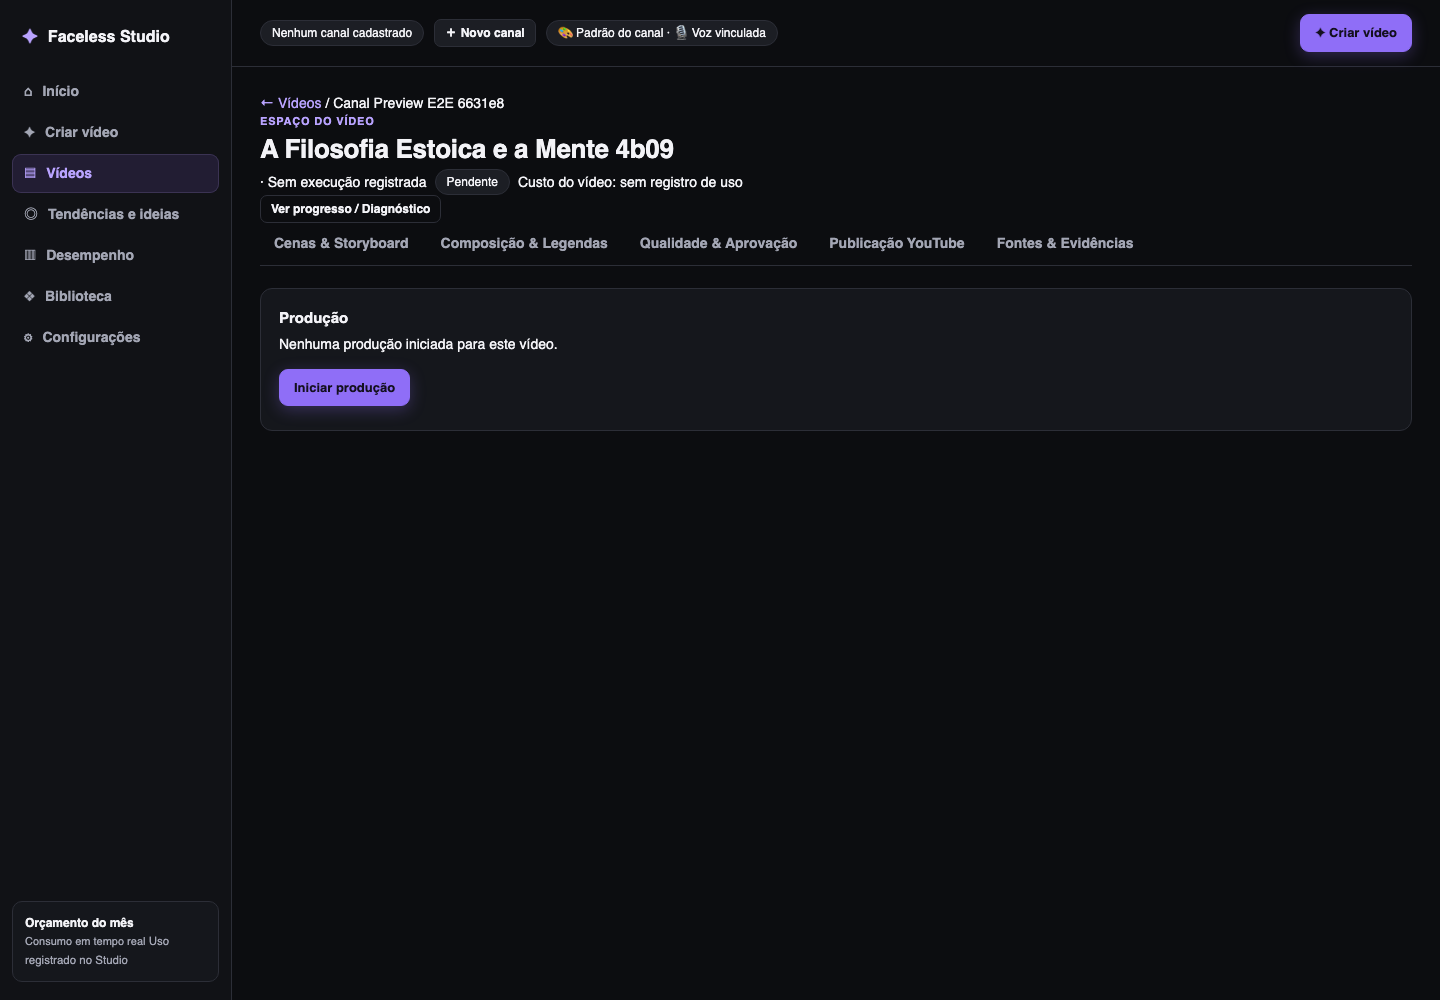 Faceless Studio
Início
Criar vídeo
Vídeos
Tendências e ideias
Desempenho
Biblioteca
Configurações
Orçamento do mês
Consumo em tempo real Uso
registrado no Studio
Nenhum canal cadastrado
+ Novo canal
🎨 Padrão do canal · 🎙️ Voz vinculada
✦ Criar vídeo
← Vídeos / Canal Preview E2E 6631e8
ESPAÇO DO VÍDEO
A Filosofia Estoica e a Mente 4b09
· Sem execução registrada Pendente Custo do vídeo: sem registro de uso
Ver progresso / Diagnóstico
Cenas & Storyboard Composição & Legendas Qualidade & Aprovação Publicação YouTube Fontes & Evidências
Produção
Nenhuma produção iniciada para este vídeo.
Iniciar produção